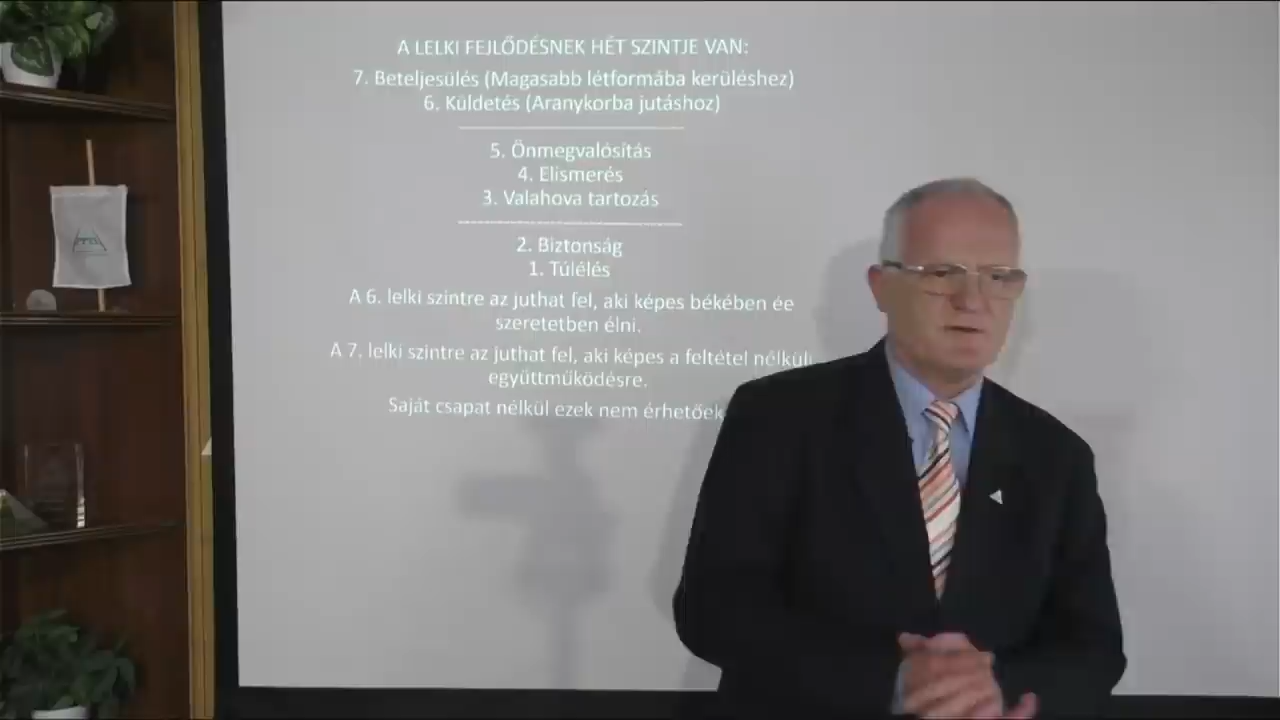 A LELKI FEJLŐDÉSNEK HÉT SZINTJE VAN:
7. Beteljesülés (Magasabb létformába kerüléshez)
6. Küldetés (Aranykorba jutáshoz)
5. Önmegvalósítás
4. Elismerés
3. Valahova tartozás
2. Biztonság
1. Túlélés
A 6. lelki szintre az juthat fel, aki képes békében ée
szeretetben élni.
A 7. lelki szintre az juthat fel, aki képes a feltétel nélküli
együttműködésre.
Saját csapat nélkül ezek nem érhetőek